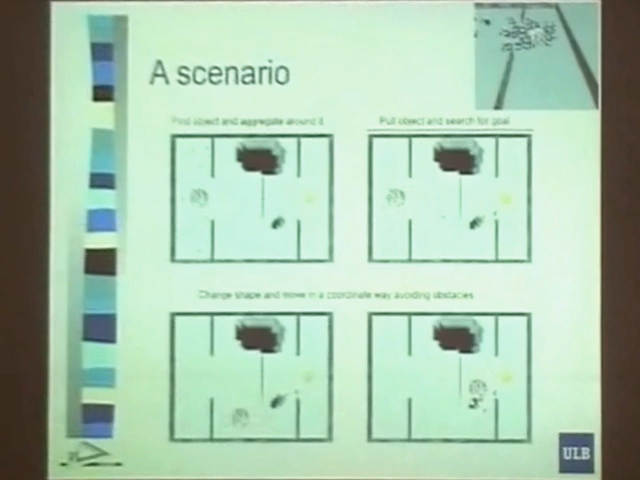 A scenario
Find object and aggregate around it
Pull object and search for goal
Change shape and move in a coordinate way avoiding obstacles
ULB